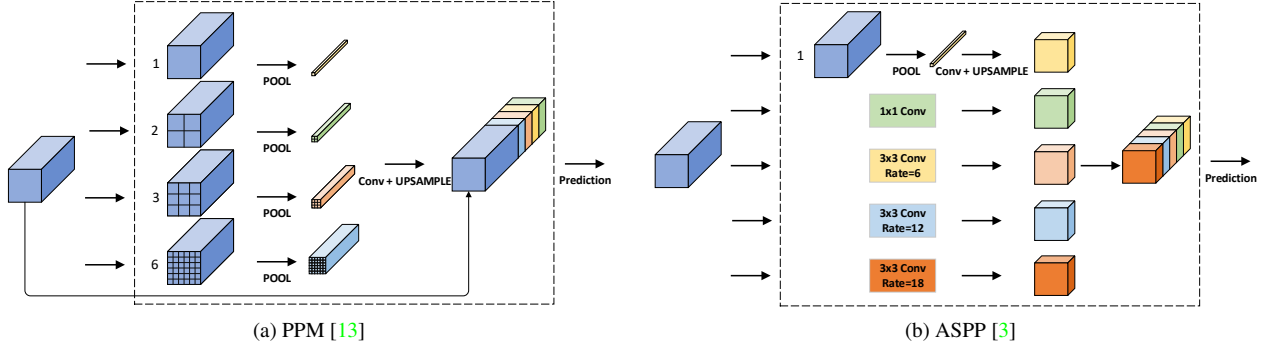 1
POOL
2
POOL
3
POOL
Conv + UPSAMPLE
Prediction
6
POOL
(a) PPM [13]
1
POOL
Conv + UPSAMPLE
1x1 Conv
3x3 Conv
Rate=6
Prediction
3x3 Conv
Rate=12
3x3 Conv
Rate=18
(b) ASPP [3]